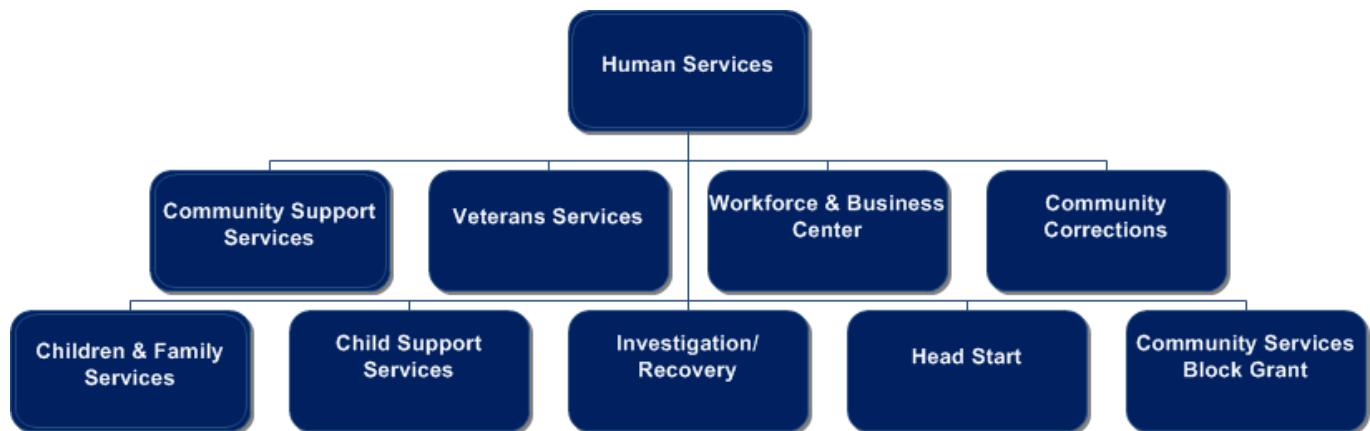 Human Services
Community Support
Services
Veterans Services
Workforce & Business
Center
Community
Corrections
Children & Family
Services
Child Support
Services
Investigation/
Recovery
Head Start
Community Services
Block Grant